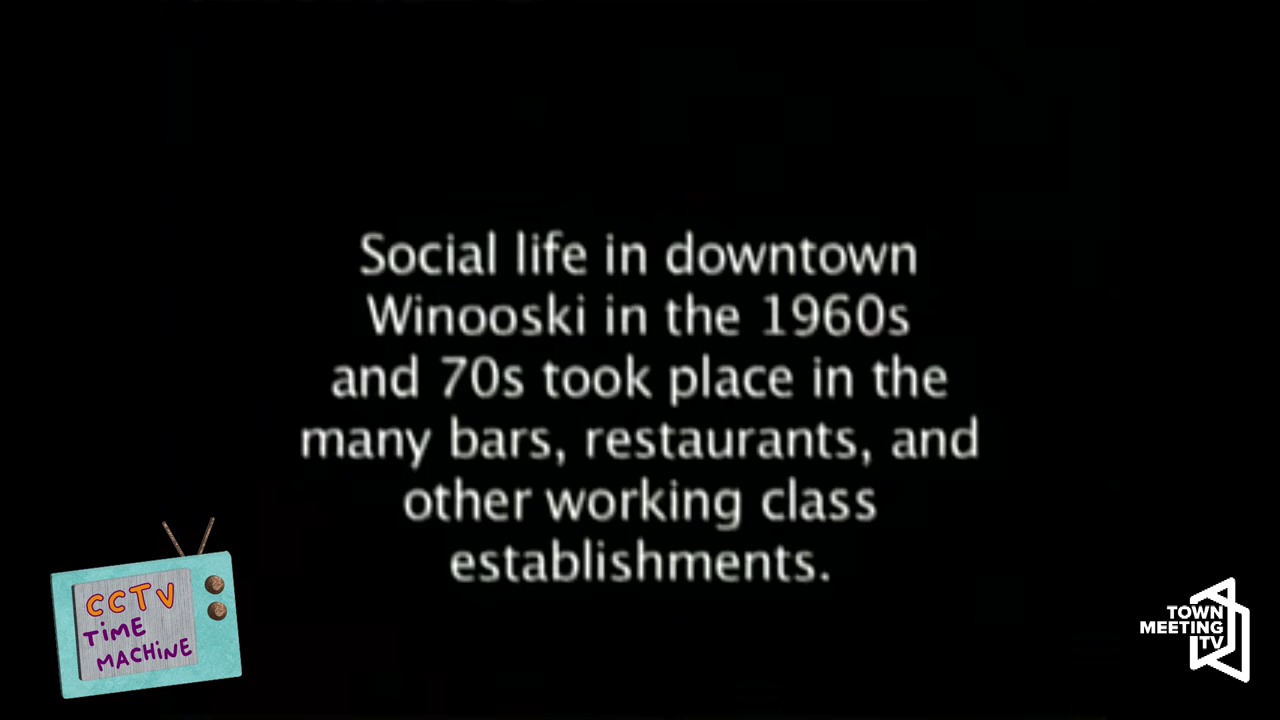 Social life in downtown
Winooski in the 1960s
and 70s took place in the
many bars, restaurants, and
other working class
establishments.
CCTV
TiME
MACHiNE
TOWN
MEETING
TV